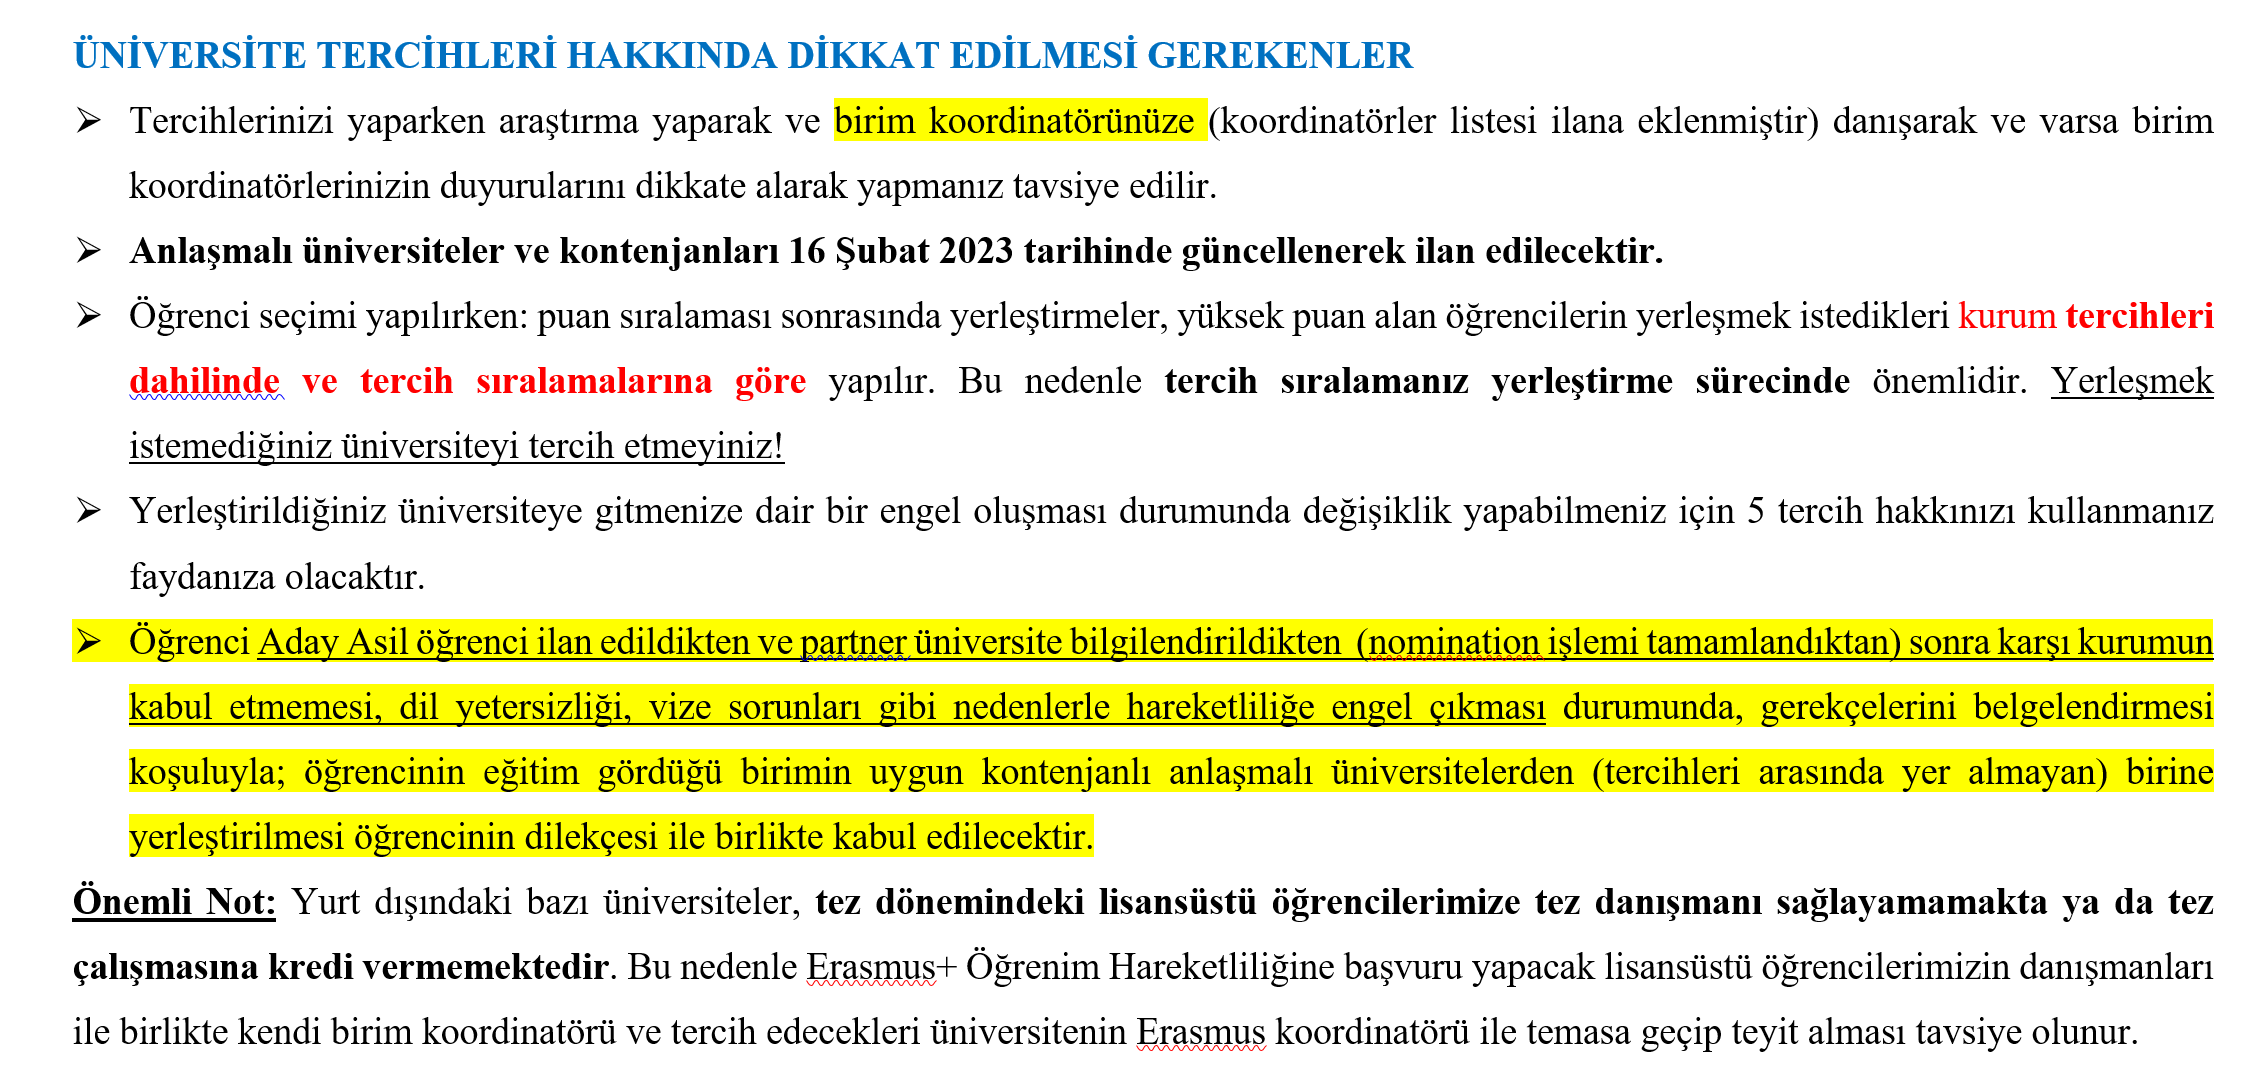 ÜNİVERSİTE TERCİHLERİ HAKKINDA DİKKAT EDİLMESİ GEREKENLER
➢ Tercihlerinizi yaparken araştırma yaparak ve birim koordinatörünüze (koordinatörler listesi ilana eklenmiştir) danışarak ve varsa birim
koordinatörlerinizin duyurularını dikkate alarak yapmanız tavsiye edilir.
➢ Anlaşmalı üniversiteler ve kontenjanları 16 Şubat 2023 tarihinde güncellenerek ilan edilecektir.
➢ Öğrenci seçimi yapılırken: puan sıralaması sonrasında yerleştirmeler, yüksek puan alan öğrencilerin yerleşmek istedikleri kurum tercihleri
dahilinde ve tercih sıralamalarına göre yapılır. Bu nedenle tercih sıralamanız yerleştirme sürecinde önemlidir. Yerleşmek
istemediğiniz üniversiteyi tercih etmeyiniz!
➢ Yerleştirildiğiniz üniversiteye gitmenize dair bir engel oluşması durumunda değişiklik yapabilmeniz için 5 tercih hakkınızı kullanmanız
faydanıza olacaktır.
➢ Öğrenci Aday Asil öğrenci ilan edildikten ve partner üniversite bilgilendirildikten (nomination işlemi tamamlandıktan) sonra karşı kurumun
kabul etmemesi, dil yetersizliği, vize sorunları gibi nedenlerle hareketliliğe engel çıkması durumunda, gerekçelerini belgelendirmesi
koşuluyla; öğrencinin eğitim gördüğü birimin uygun kontenjanlı anlaşmalı üniversitelerden (tercihleri arasında yer almayan) birine
yerleştirilmesi öğrencinin dilekçesi ile birlikte kabul edilecektir.
Önemli Not: Yurt dışındaki bazı üniversiteler, tez dönemindeki lisansüstü öğrencilerimize tez danışmanı sağlayamamakta ya da tez
çalışmasına kredi vermemektedir. Bu nedenle Erasmus+ Öğrenim Hareketliliğine başvuru yapacak lisansüstü öğrencilerimizin danışmanları
ile birlikte kendi birim koordinatörü ve tercih edecekleri üniversitenin Erasmus koordinatörü ile temasa geçip teyit alması tavsiye olunur.